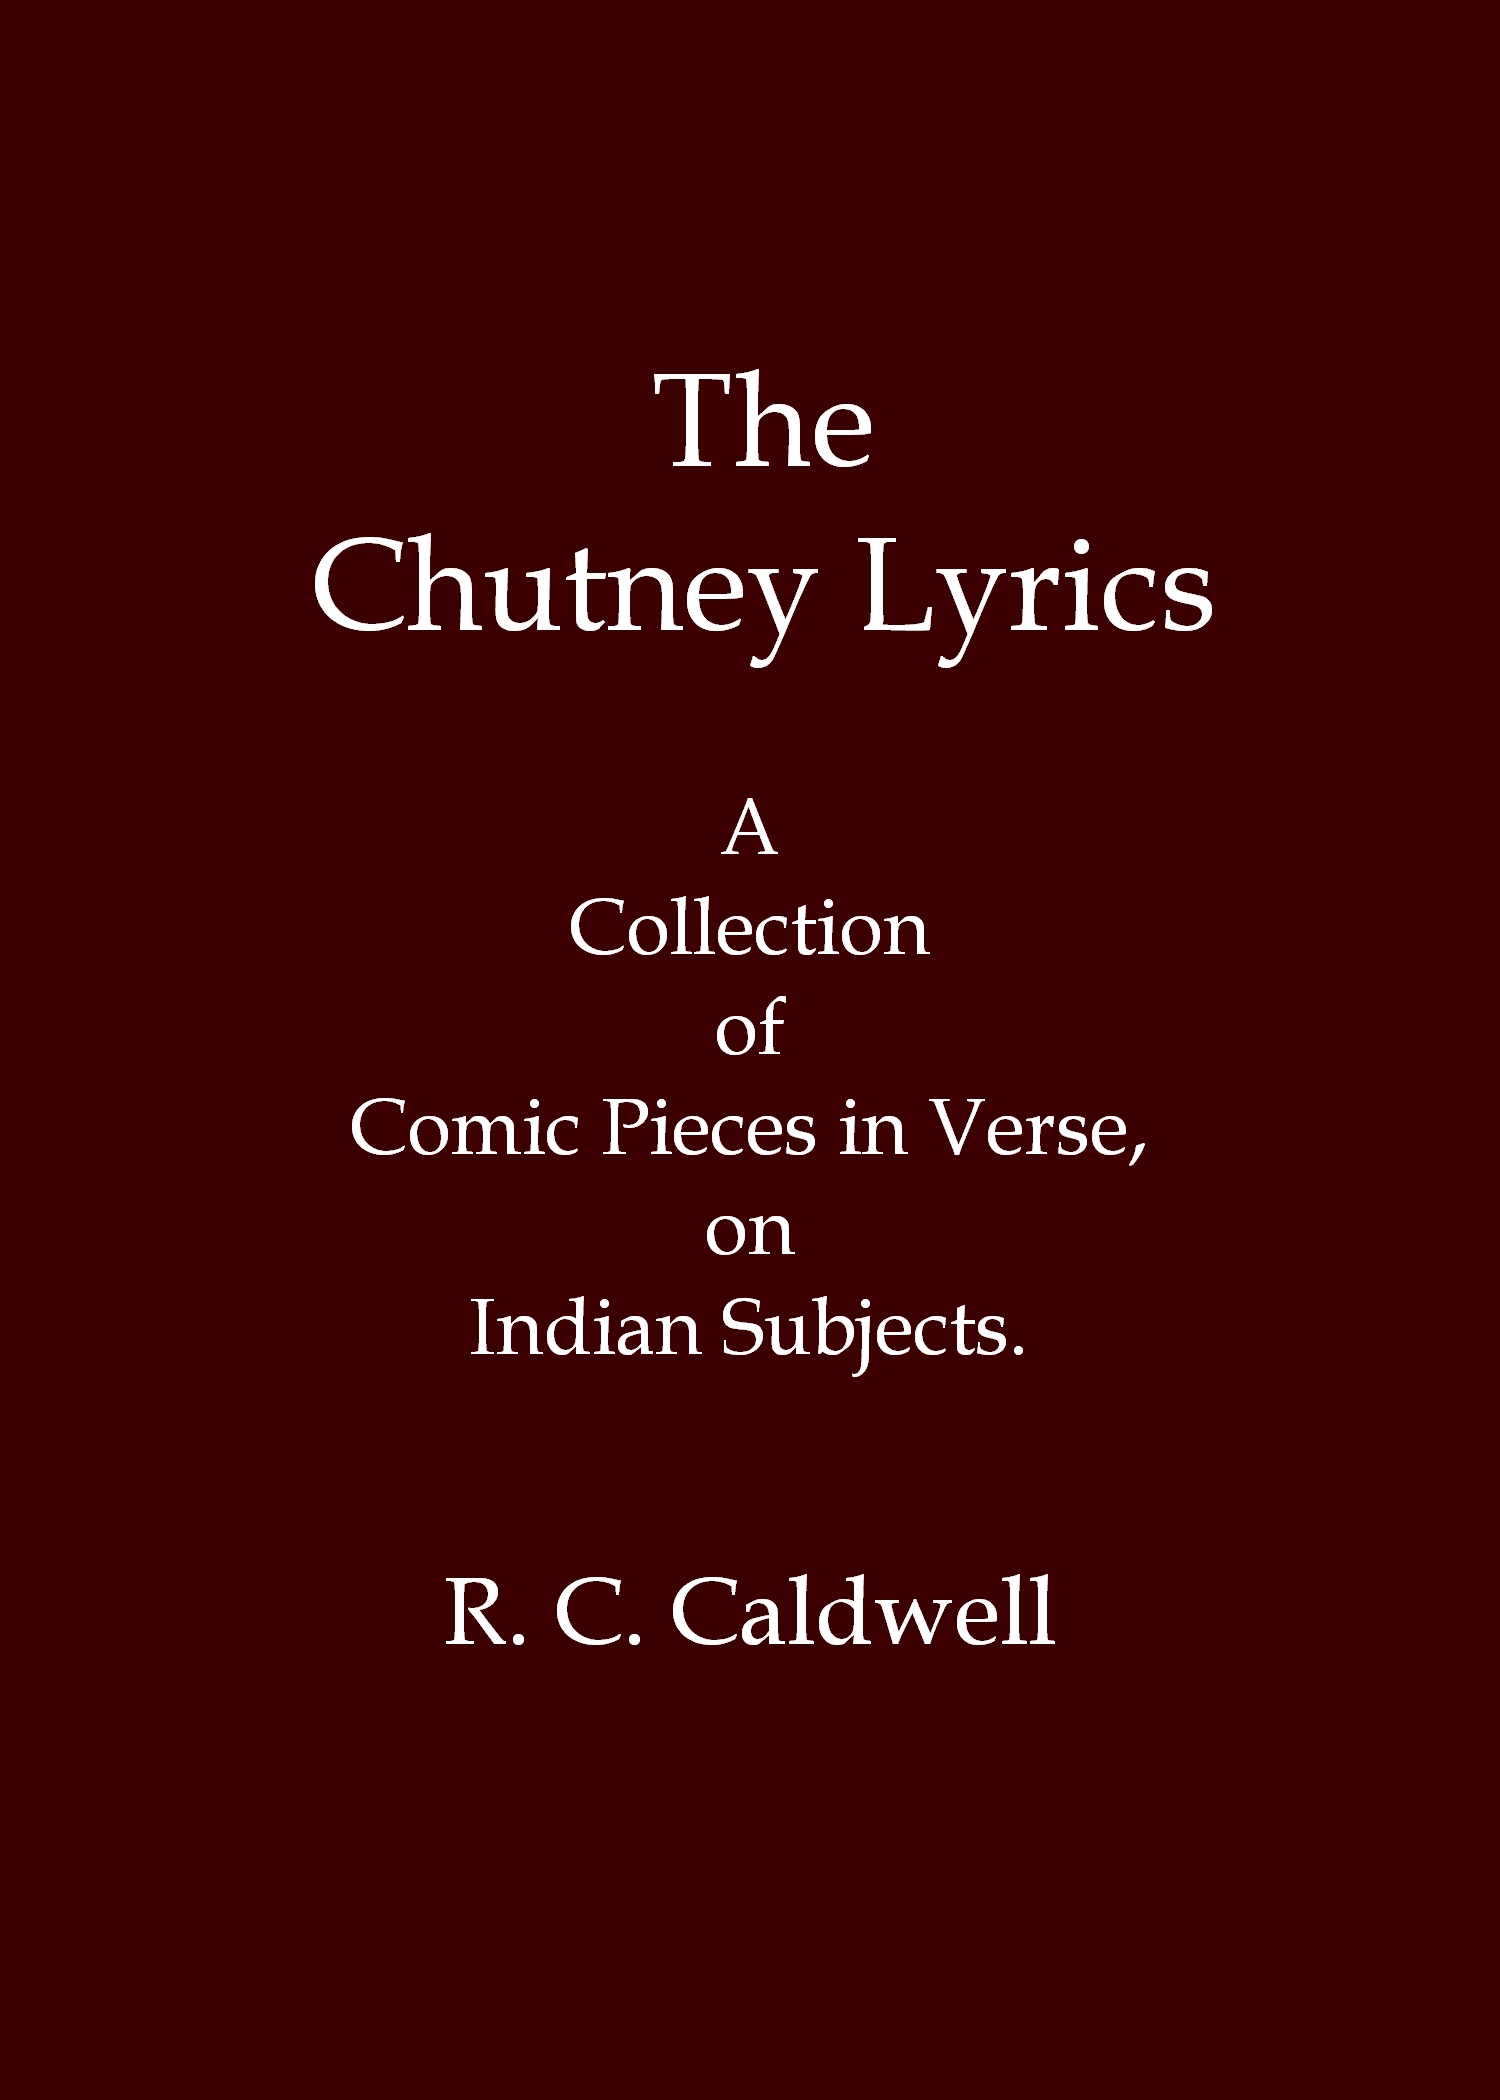 The
Chutney Lyrics
A
Collection
of
Comic Pieces in Verse,
on
Indian Subjects.
R. C. Caldwell